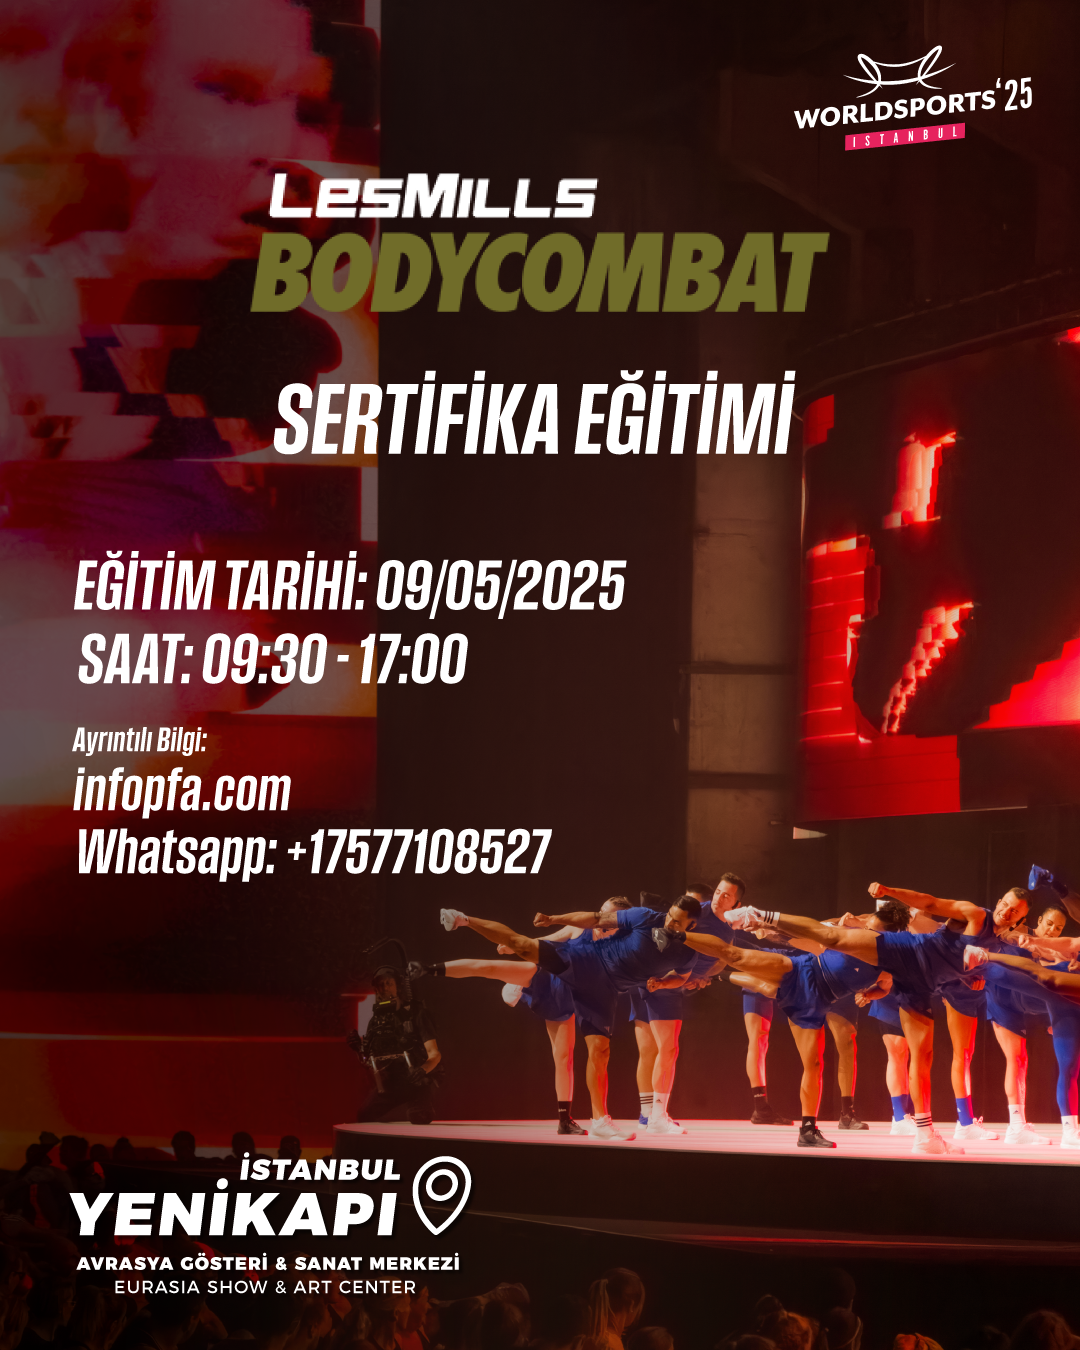 WORLDSPORTS '25
ISTANBUL
LESMILLS
BODYCOMBAT
SERTİFİKA EĞİTİMİ
EĞİTİM TARİHİ: 09/05/2025
SAAT: 09:30 - 17:00
Ayrıntılı Bilgi:
infopfa.com
Whatsapp: +17577108527
İSTANBUL
YENİKAPI
AVRASYA GÖSTERİ & SANAT MERKEZİ
EURASIA SHOW & ART CENTER